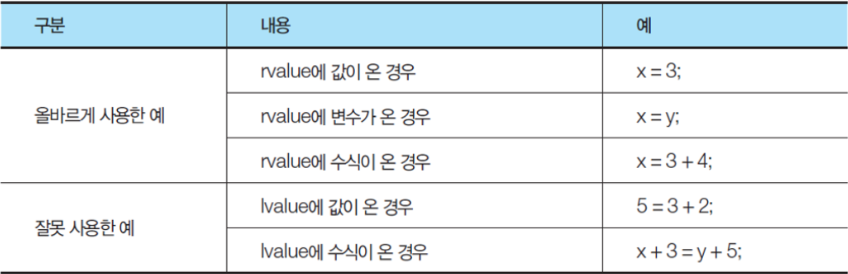 구분 내용 예
rvalue에 값이 온 경우 x = 3;
올바르게 사용한 예 rvalue에 변수가 온 경우 x = y;
rvalue에 수식이 온 경우 x = 3 + 4;
lvalue에 값이 온 경우 5 = 3 + 2;
잘못 사용한 예
lvalue에 수식이 온 경우 x + 3 = y + 5;